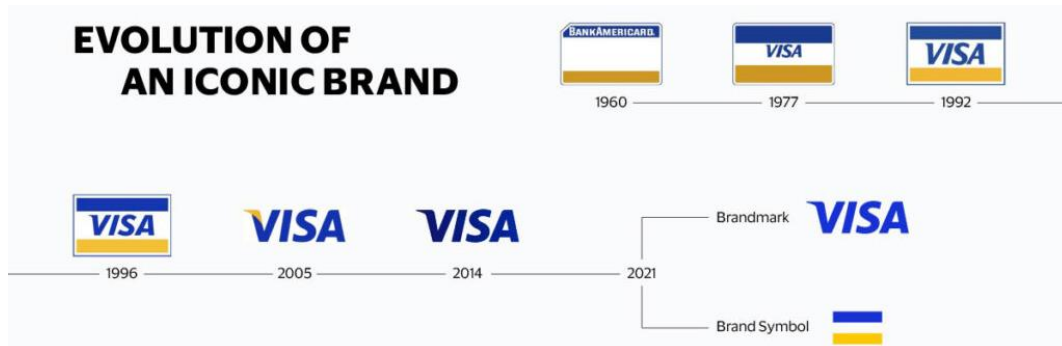 EVOLUTION OF
AN ICONIC BRAND
BANKAMERICARD.
VISA
VISA
1960
1977
1992
VISA
VISA
VISA
1996
2005
2014
2021
Brandmark
VISA
Brand Symbol